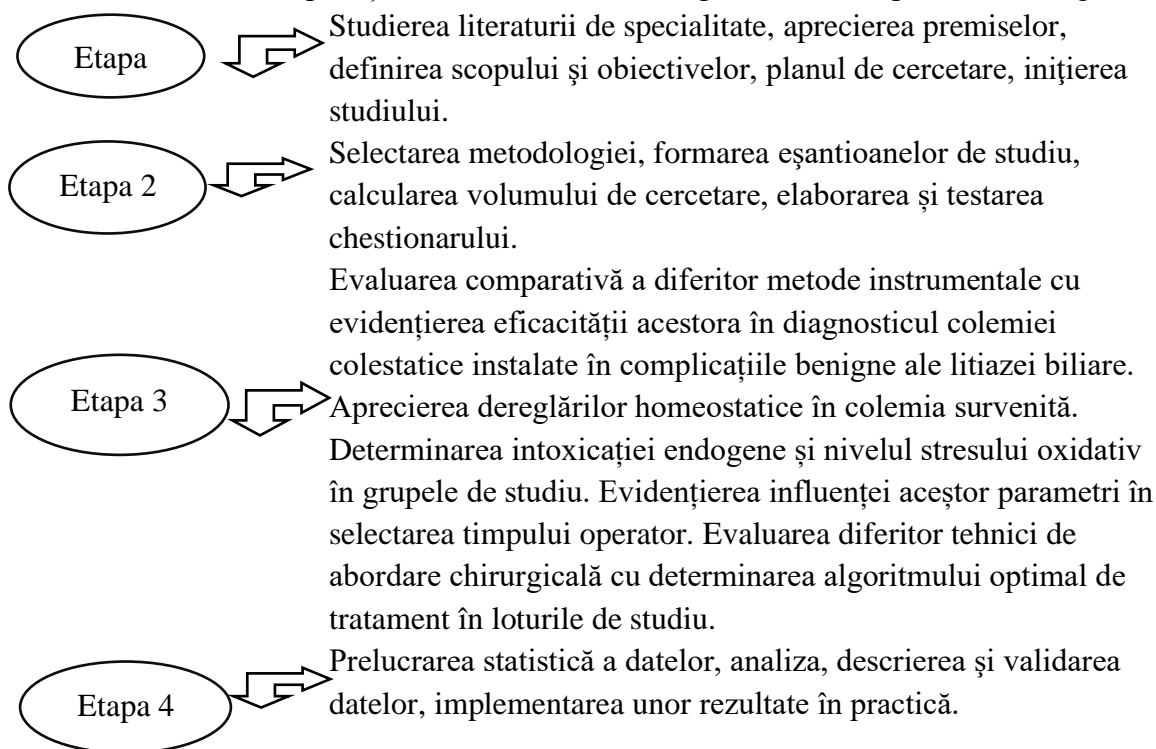 Etapa
Studierea literaturii de specialitate, aprecierea premiselor,
definirea scopului şi obiectivelor, planul de cercetare, iniţierea
studiului.
Etapa 2
Selectarea metodologiei, formarea eşantioanelor de studiu,
calcularea volumului de cercetare, elaborarea și testarea
chestionarului.
Etapa 3
Evaluarea comparativă a diferitor metode instrumentale cu
evidențierea eficacității acestora în diagnosticul colemiei
colestatice instalate în complicațiile benigne ale litiazei biliare.
Aprecierea dereglărilor homeostatice în colemia survenită.
Determinarea intoxicației endogene și nivelul stresului oxidativ
în grupele de studiu. Evidențierea influenței aceștor parametri în
selectarea timpului operator. Evaluarea diferitor tehnici de
abordare chirurgicală cu determinarea algoritmului optimal de
tratament în loturile de studiu.
Etapa 4
Prelucrarea statistică a datelor, analiza, descrierea şi validarea
datelor, implementarea unor rezultate în practică.